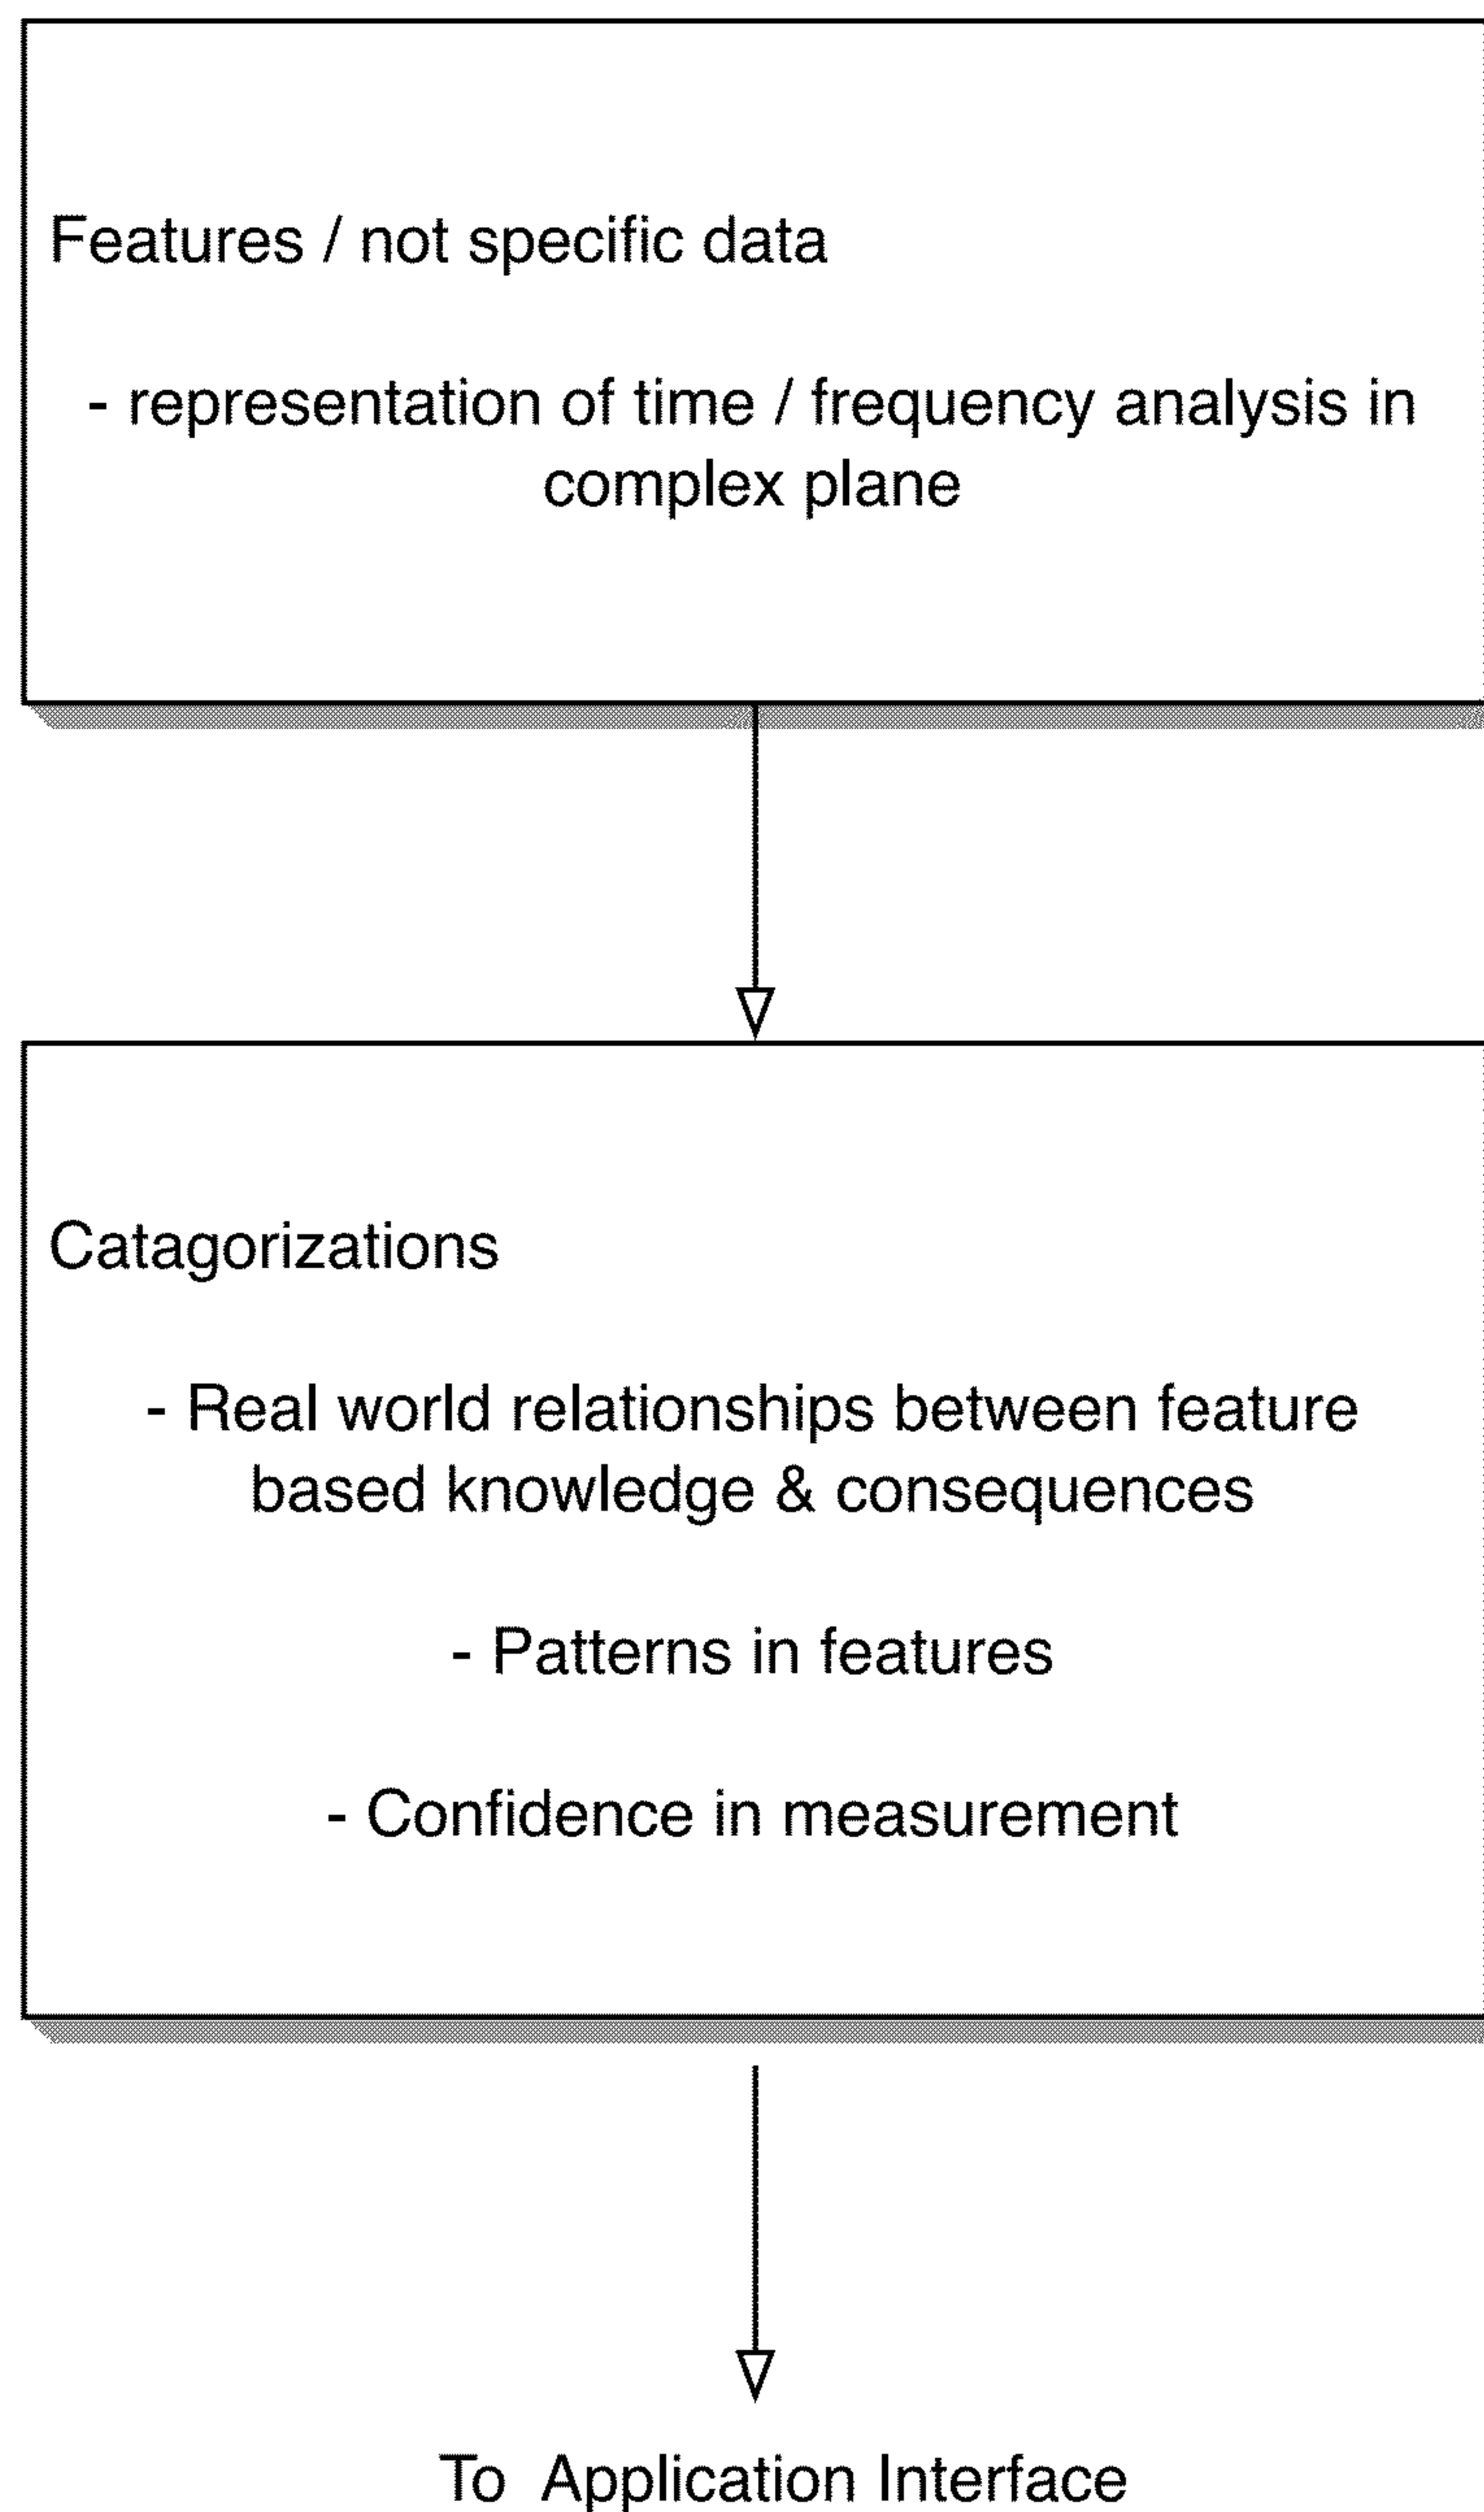 Features / not specific data
- representation of time / frequency analysis in
complex plane
Catagorizations
- Real world relationships between feature
based knowledge & consequences
- Patterns in features
- Confidence in measurement
To Application Interface